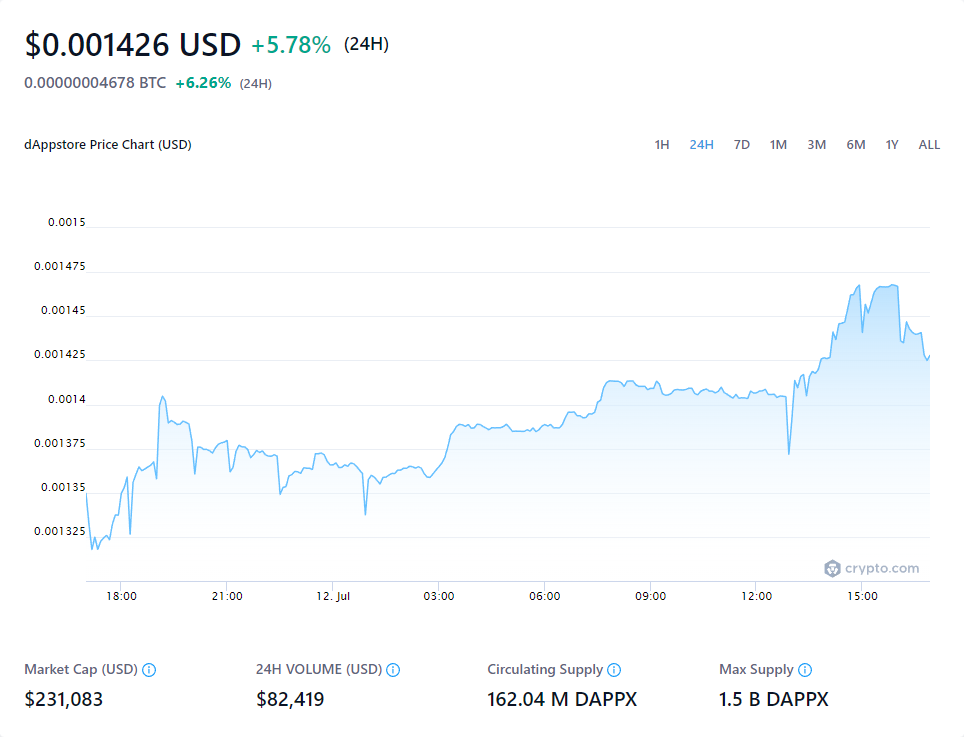 $0.001426 USD +5.78% (24H)
0.00000004678 BTC +6.26% (24H)
dAppstore Price Chart (USD) 1H 24H 7D 1M 3M 6M 1Y ALL
0.0015
0.001475
0.00145
0.001425
0.0014
0.001375
0.00135
0.001325
crypto.com
18:00 21:00 12. Jul 03:00 06:00 09:00 12:00 15:00
Market Cap (USD) 24H VOLUME (USD) Circulating Supply Max Supply
$231,083 $82,419 162.04 M DAPPX 1.5 B DAPPX